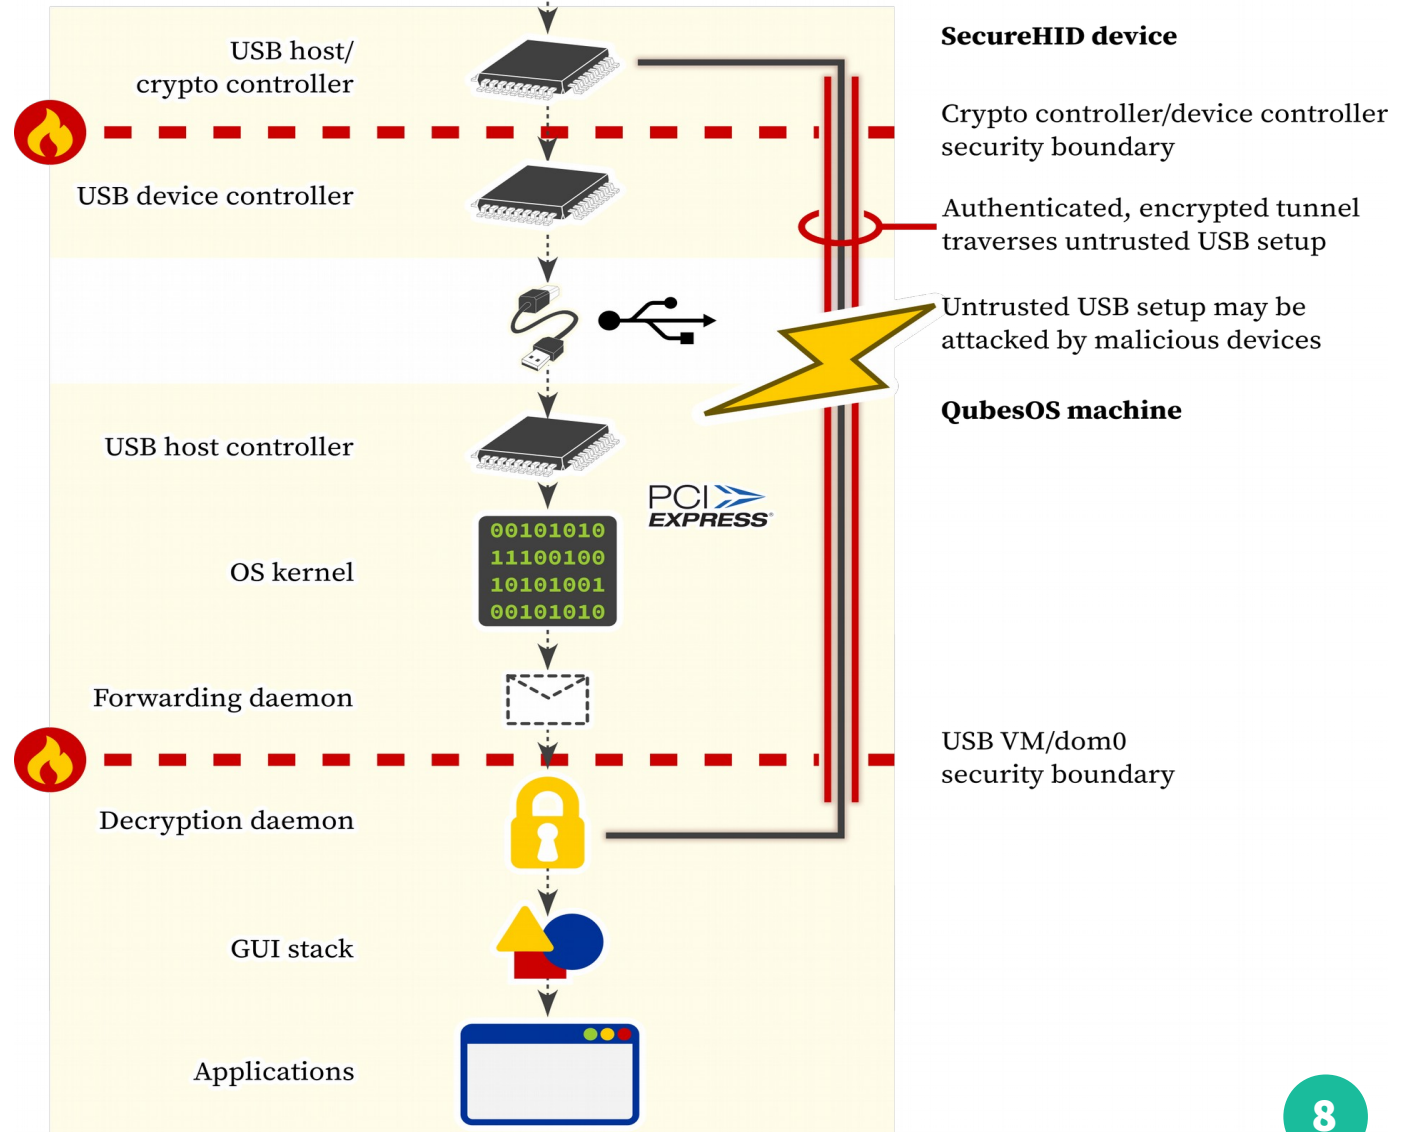 USB host/
crypto controller
SecureHID device
Crypto controller/device controller
security boundary
USB device controller
Authenticated, encrypted tunnel
traverses untrusted USB setup
Untrusted USB setup may be
attacked by malicious devices
QubesOS machine
USB host controller
PCI
EXPRESS®
00101010
11100100
10101001
00101010
OS kernel
Forwarding daemon
USB VM/dom0
security boundary
Decryption daemon
GUI stack
Applications
8